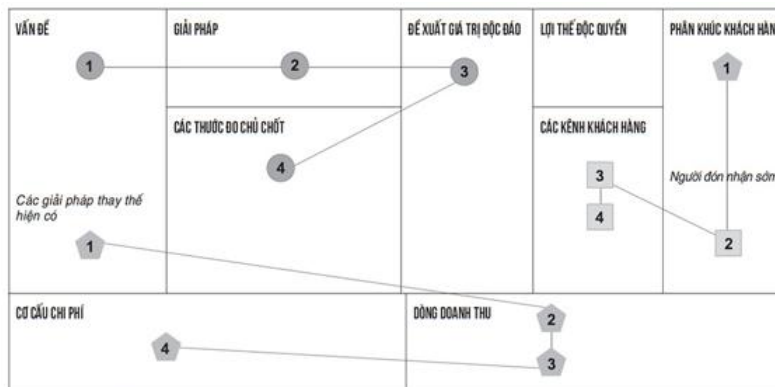 VẤN ĐỀ
GIẢI PHÁP
ĐỀ XUẤT GIÁ TRỊ ĐỘC ĐÁO
LỢI THẾ ĐỘC QUYỀN
PHÂN KHÚC KHÁCH HÀN
1
2
3
1
CÁC THƯỚC ĐO CHỦ CHỐT
CÁC KÊNH KHÁCH HÀNG
4
3
Người đón nhận sớm
Các giải pháp thay thế
hiện có
4
1
2
CƠ CẤU CHI PHÍ
DÒNG DOANH THU
2
4
3